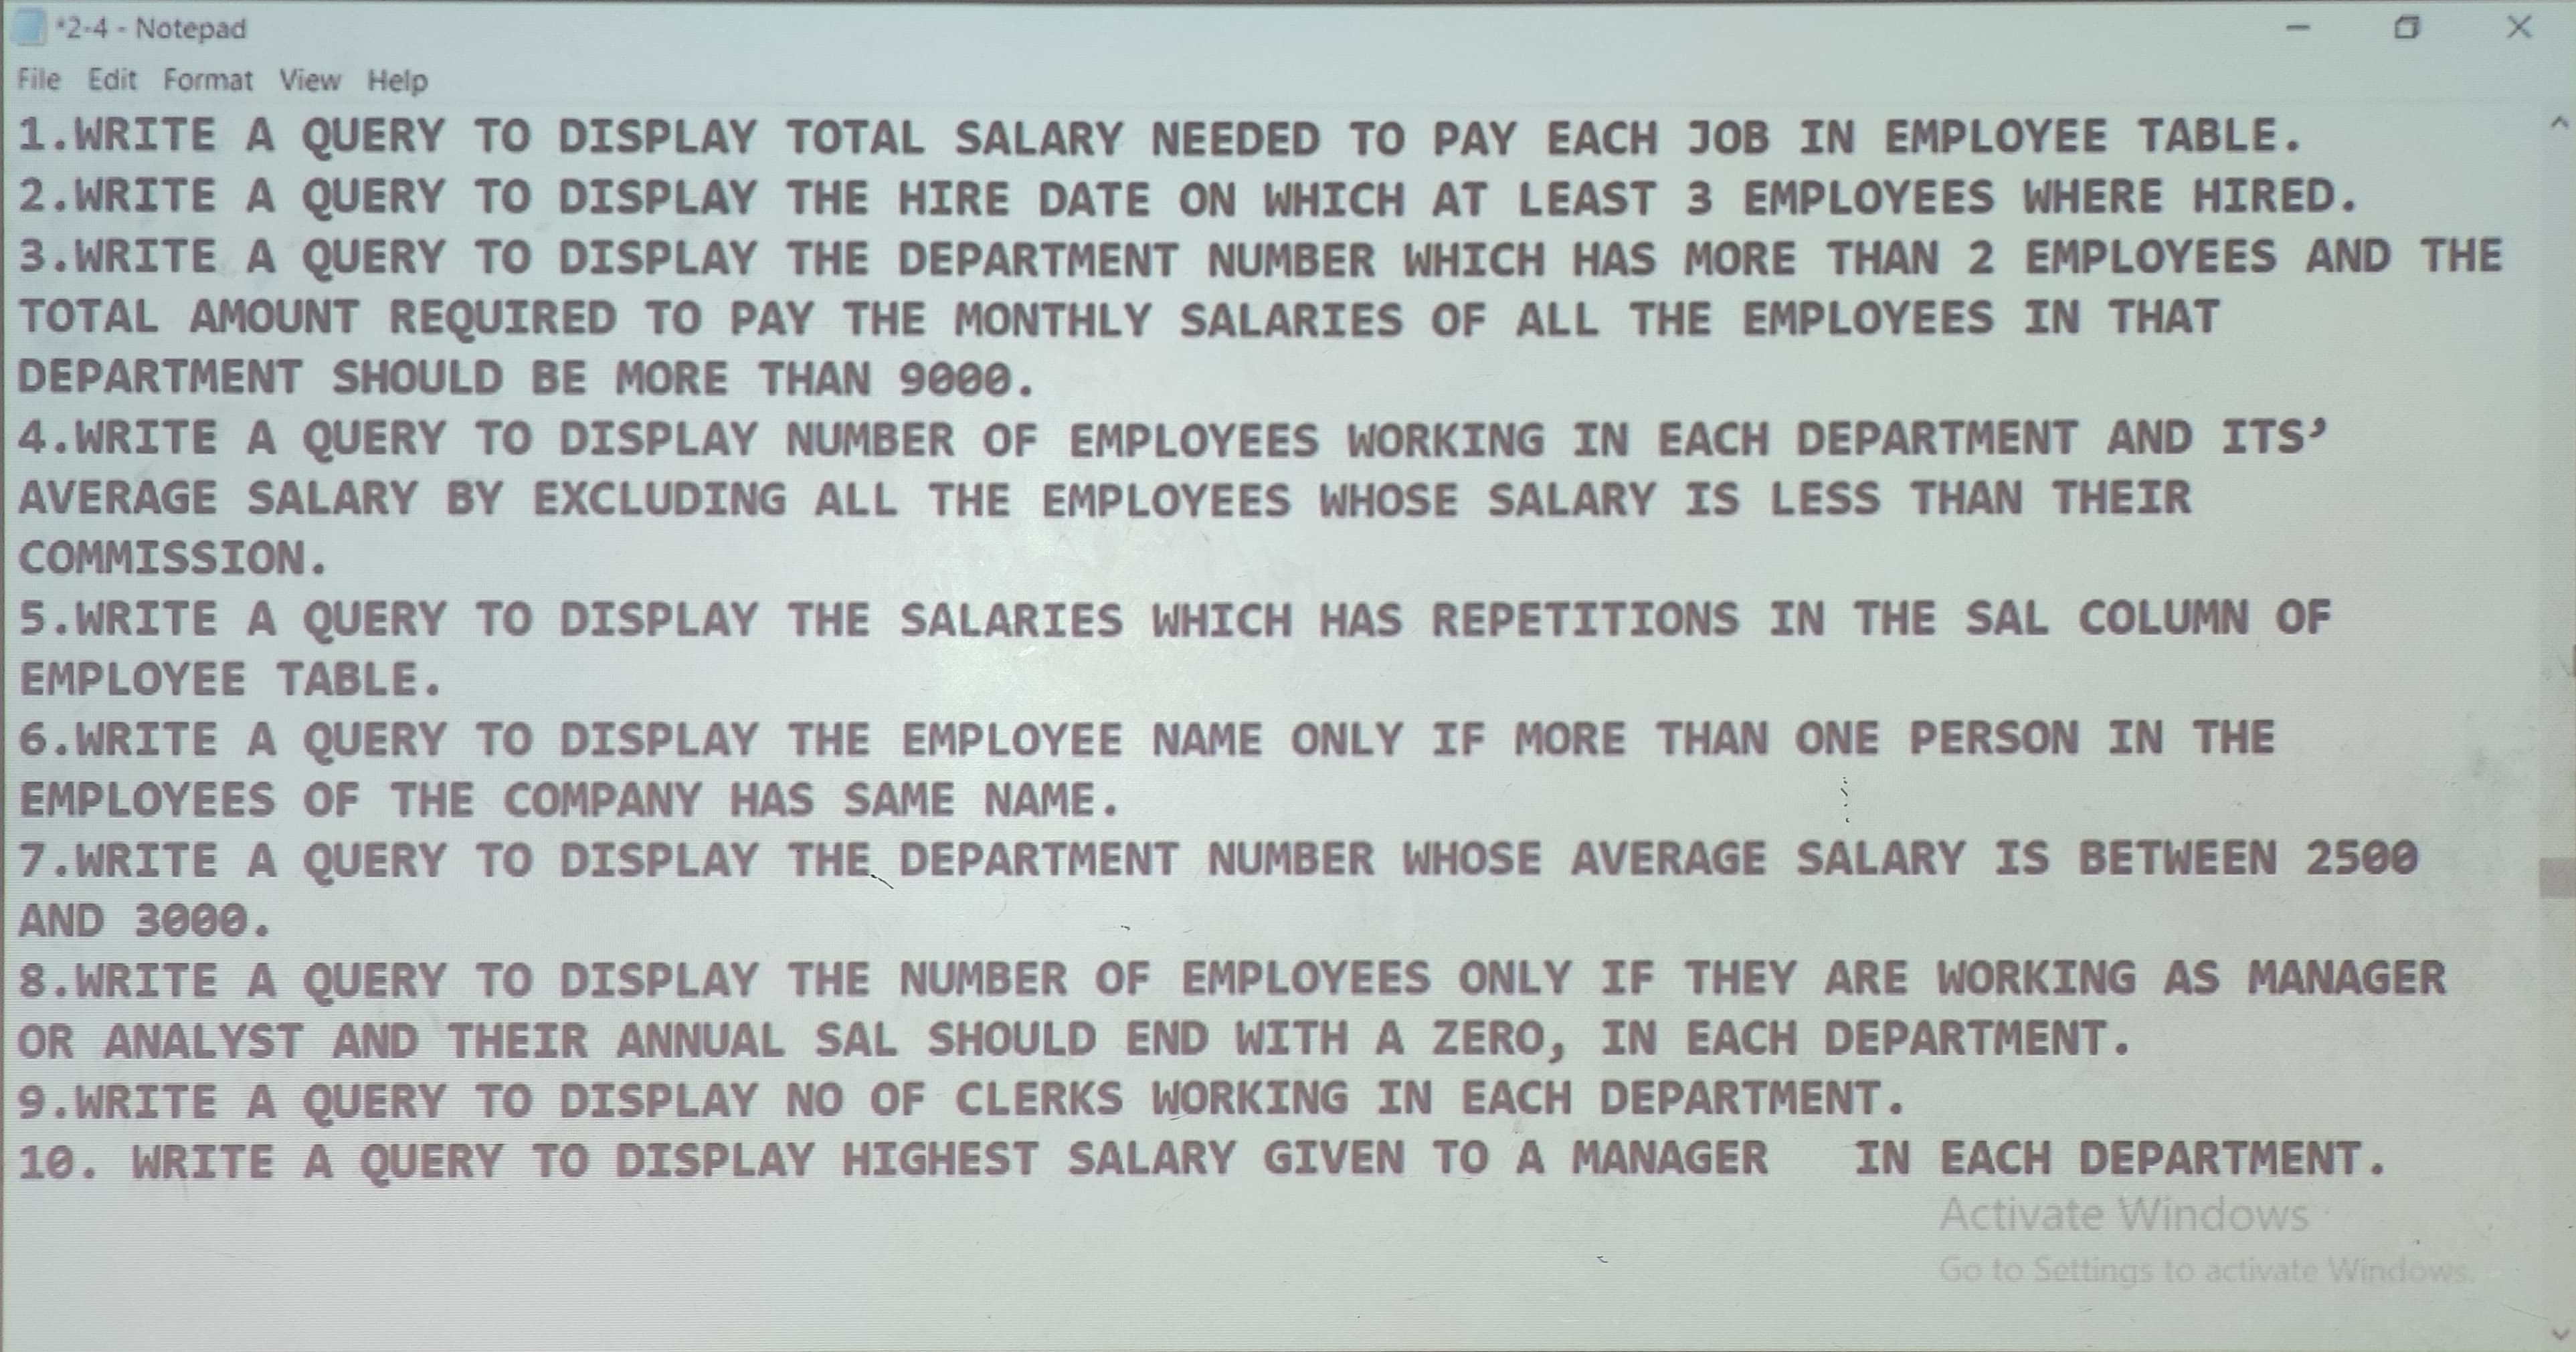 *2-4 - Notepad
File Edit Format View Help
1.WRITE A QUERY TO DISPLAY TOTAL SALARY NEEDED TO PAY EACH JOB IN EMPLOYEE TABLE.
2.WRITE A QUERY TO DISPLAY THE HIRE DATE ON WHICH AT LEAST 3 EMPLOYEES WHERE HIRED.
3.WRITE A QUERY TO DISPLAY THE DEPARTMENT NUMBER WHICH HAS MORE THAN 2 EMPLOYEES AND THE
TOTAL AMOUNT REQUIRED TO PAY THE MONTHLY SALARIES OF ALL THE EMPLOYEES IN THAT
DEPARTMENT SHOULD BE MORE THAN 9000.
4.WRITE A QUERY TO DISPLAY NUMBER OF EMPLOYEES WORKING IN EACH DEPARTMENT AND ITS’
AVERAGE SALARY BY EXCLUDING ALL THE EMPLOYEES WHOSE SALARY IS LESS THAN THEIR
COMMISSION.
5.WRITE A QUERY TO DISPLAY THE SALARIES WHICH HAS REPETITIONS IN THE SAL COLUMN OF
EMPLOYEE TABLE.
6.WRITE A QUERY TO DISPLAY THE EMPLOYEE NAME ONLY IF MORE THAN ONE PERSON IN THE
EMPLOYEES OF THE COMPANY HAS SAME NAME.
7.WRITE A QUERY TO DISPLAY THE DEPARTMENT NUMBER WHOSE AVERAGE SALARY IS BETWEEN 2500
AND 3000.
8.WRITE A QUERY TO DISPLAY THE NUMBER OF EMPLOYEES ONLY IF THEY ARE WORKING AS MANAGER
OR ANALYST AND THEIR ANNUAL SAL SHOULD END WITH A ZERO, IN EACH DEPARTMENT.
9.WRITE A QUERY TO DISPLAY NO OF CLERKS WORKING IN EACH DEPARTMENT.
10. WRITE A QUERY TO DISPLAY HIGHEST SALARY GIVEN TO A MANAGER   IN EACH DEPARTMENT.
Activate Windows
Go to Settings to activate Windows.